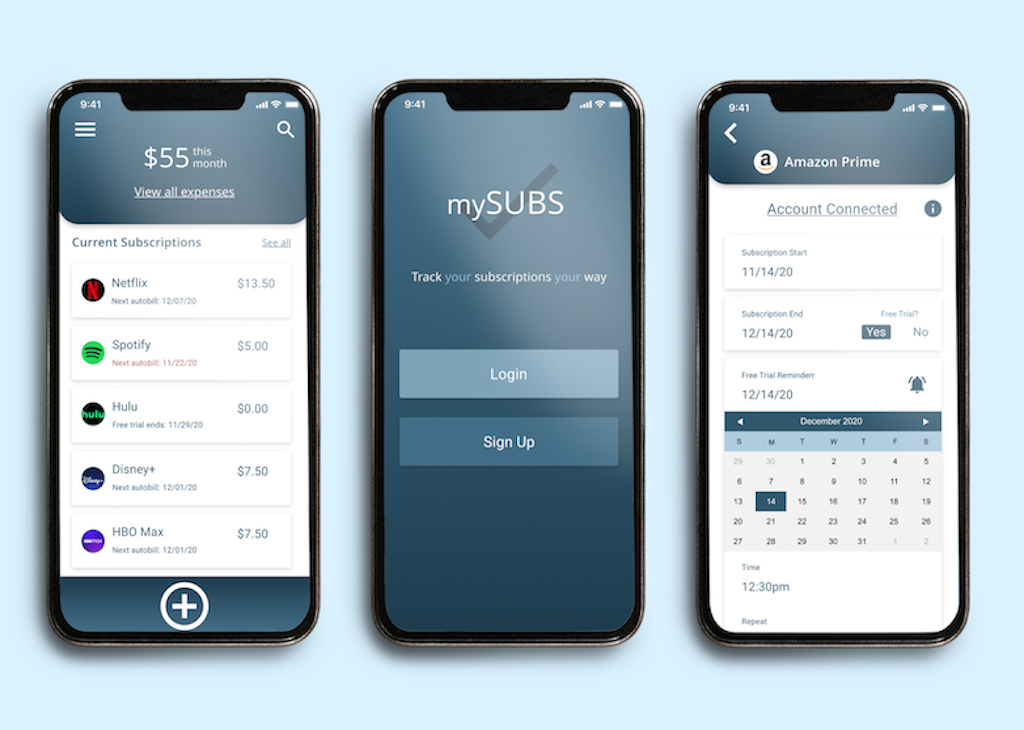 9:41
$55 this month
View all expenses
Current Subscriptions See all
Netflix $13.50
Next autobill: 12/07/20
Spotify $5.00
Next autobill: 11/22/20
hulu
Hulu $0.00
Free trial ends: 11/29/20
Disney+
Disney+ $7.50
Next autobill: 12/01/20
HBO Max $7.50
Next autobill: 12/01/20
9:41
mySUBS
Track your subscriptions your way
Login
Sign Up
9:41
a Amazon Prime
Account Connected i
Subscription Start
11/14/20
Subscription End Free Trial?
12/14/20 Yes No
Free Trial Reminderr
12/14/20
December 2020
S M T W T F S
29 30 1 2 3 4 5
6 7 8 9 10 11 12
13 14 15 16 17 18 19
20 21 22 23 24 25 26
27 28 29 30 31 1 2
Time
12:30pm
Repeat